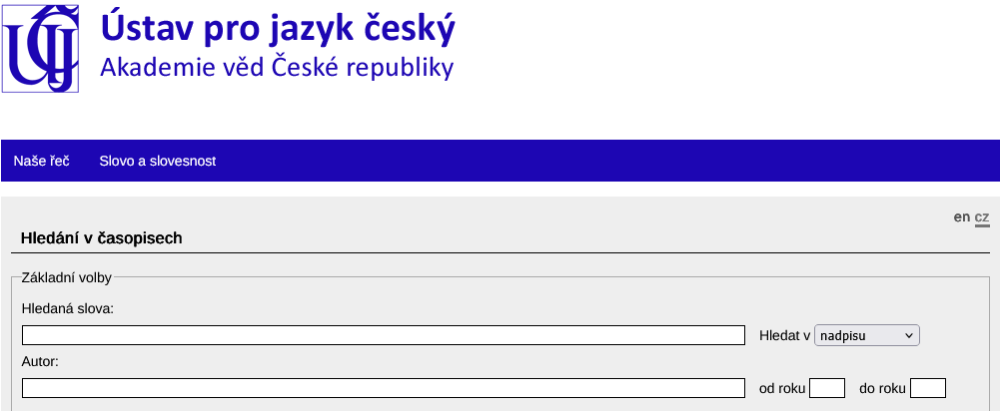 ÚČJ
Ústav pro jazyk český
Akademie věd České republiky
Naše řeč Slovo a slovesnost
en cz
Hledání v časopisech
Základní volby
Hledaná slova:
Hledat v nadpisu
Autor:
od roku do roku